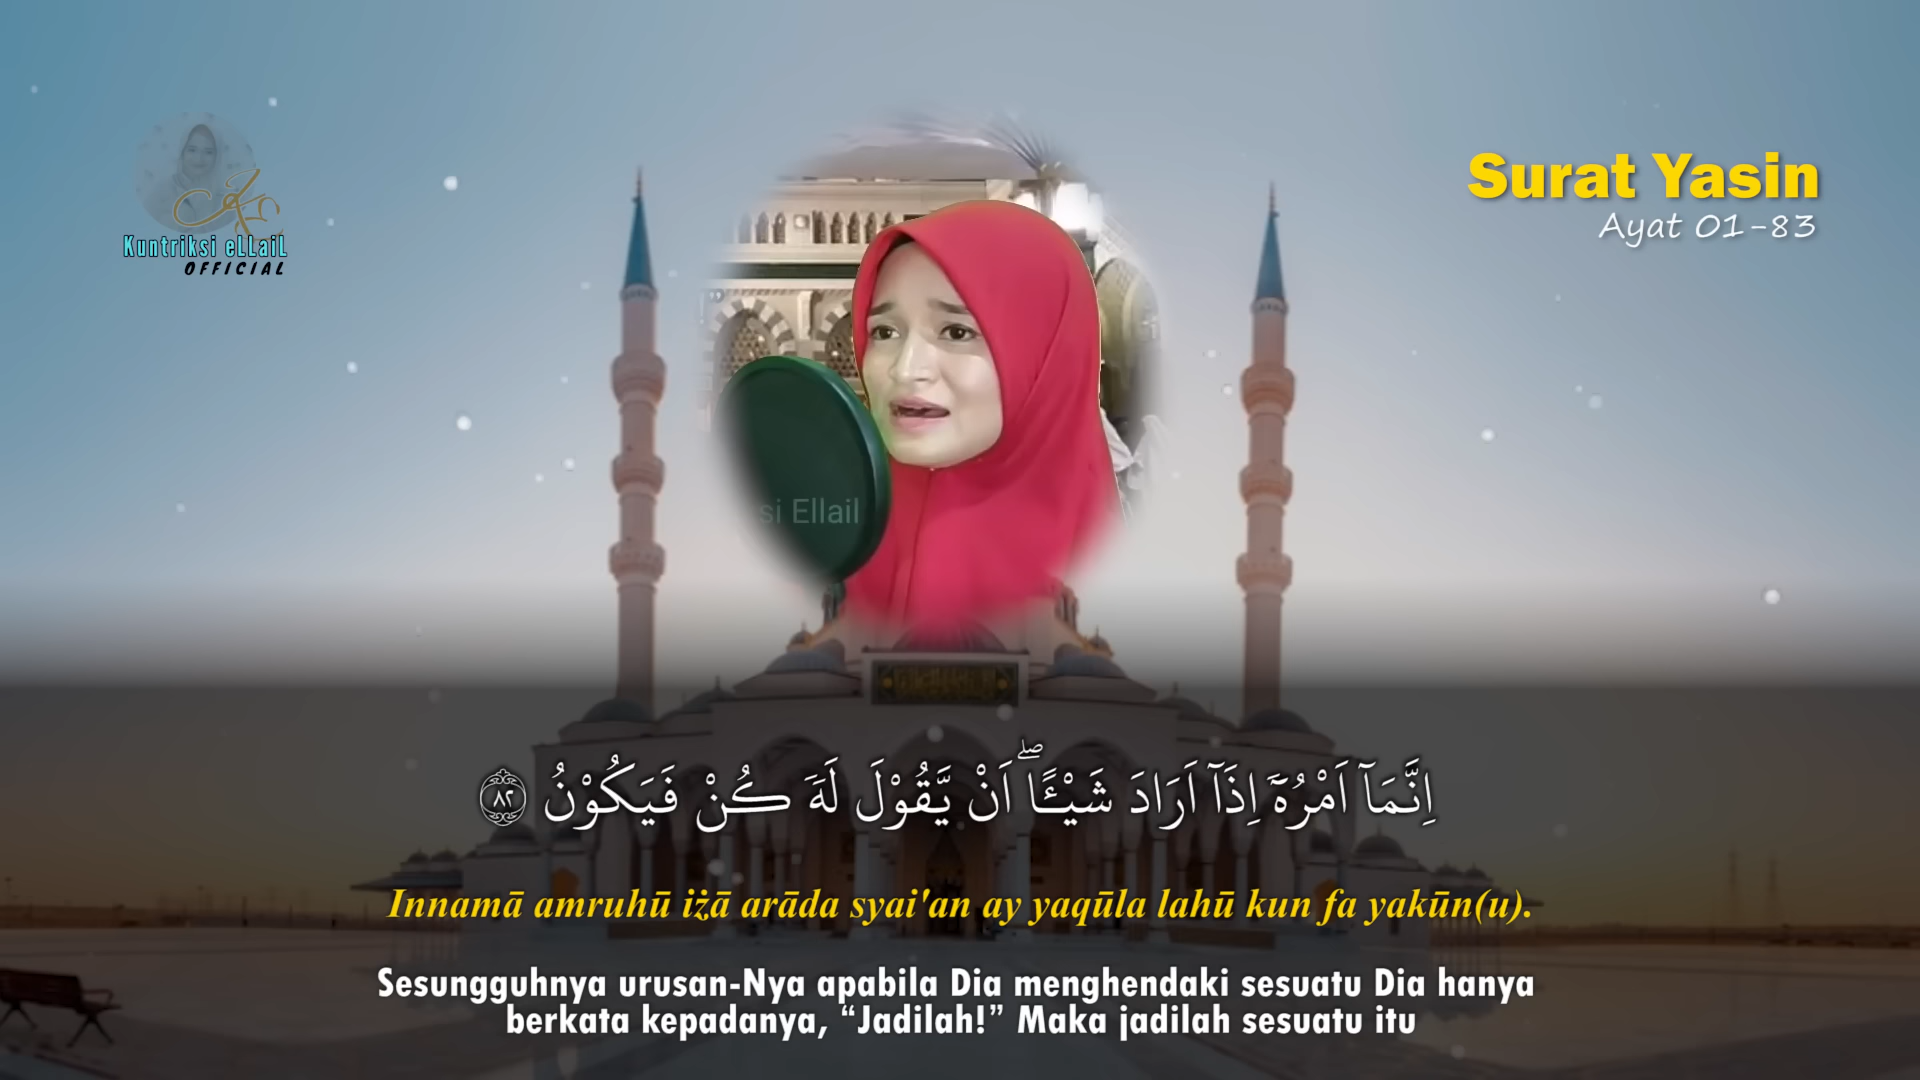 Kuntriksi eLLaiL
OFFICIAL
Surat Yasin
Ayat 01-83
si Ellail
اِنَّمَآ اَمْرُهٗٓ اِذَآ اَرَادَ شَيْـًٔاۖ اَنْ يَّقُوْلَ لَهٗ كُنْ فَيَكُوْنُ ٨٢
Innamā amruhū iżā arāda syai'an ay yaqūla lahū kun fa yakūn(u).
Sesungguhnya urusan-Nya apabila Dia menghendaki sesuatu Dia hanya
berkata kepadanya, “Jadilah!” Maka jadilah sesuatu itu